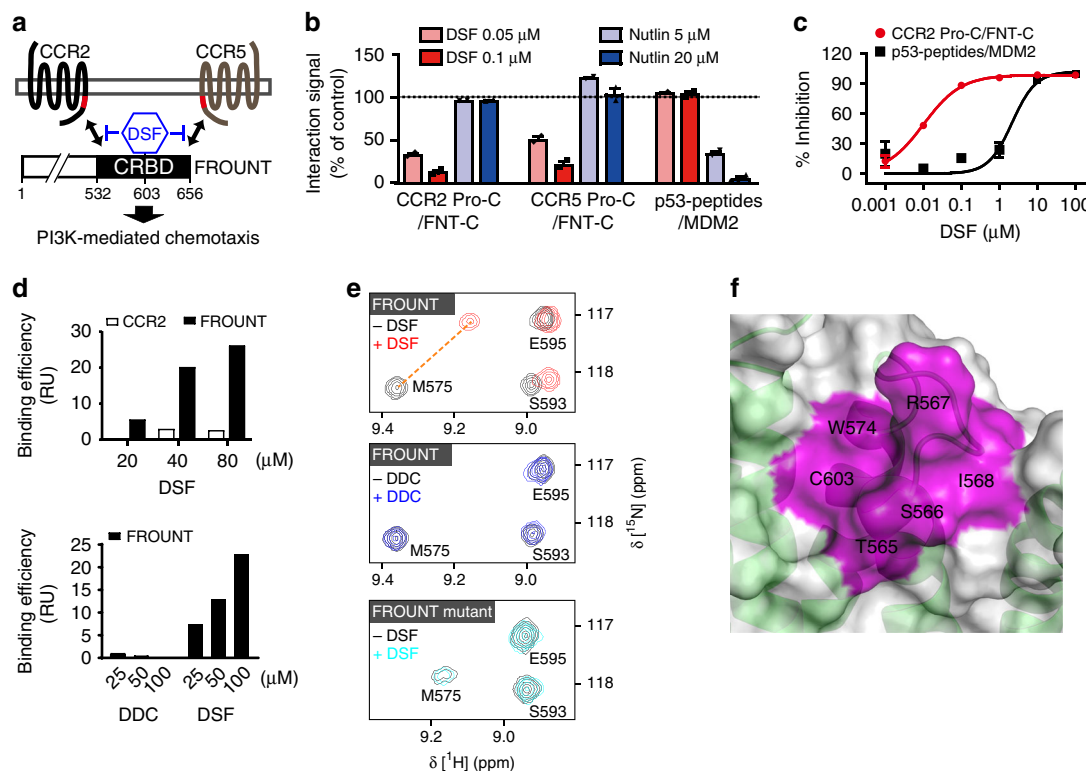 a
CCR2
CCR5
DSF
CRBD
FROUNT
1
532
603
656
PI3K-mediated chemotaxis
b
DSF 0.05 μM
DSF 0.1 μM
Nutlin 5 μM
Nutlin 20 μM
Interaction signal
(% of control)
150
100
50
0
CCR2 Pro-C
/FNT-C
CCR5 Pro-C
/FNT-C
p53-peptides
/MDM2
c
CCR2 Pro-C/FNT-C
p53-peptides/MDM2
% Inhibition
120
90
60
30
0
0.001
0.01
0.1
1
10
100
DSF (μM)
d
CCR2
FROUNT
Binding efficiency
(RU)
30
20
10
0
20
40
80
(μM)
DSF
FROUNT
Binding efficiency
(RU)
25
20
15
10
5
0
25
50
100
25
50
100
(μM)
DDC
DSF
e
FROUNT
– DSF
+ DSF
M575
E595
S593
117
118
9.4
9.2
9.0
FROUNT
– DDC
+ DDC
M575
E595
S593
117
118
9.4
9.2
9.0
FROUNT mutant
– DSF
+ DSF
M575
E595
S593
117
118
9.2
9.0
δ [¹H] (ppm)
δ [¹⁵N] (ppm)
f
R567
W574
C603
I568
S566
T565